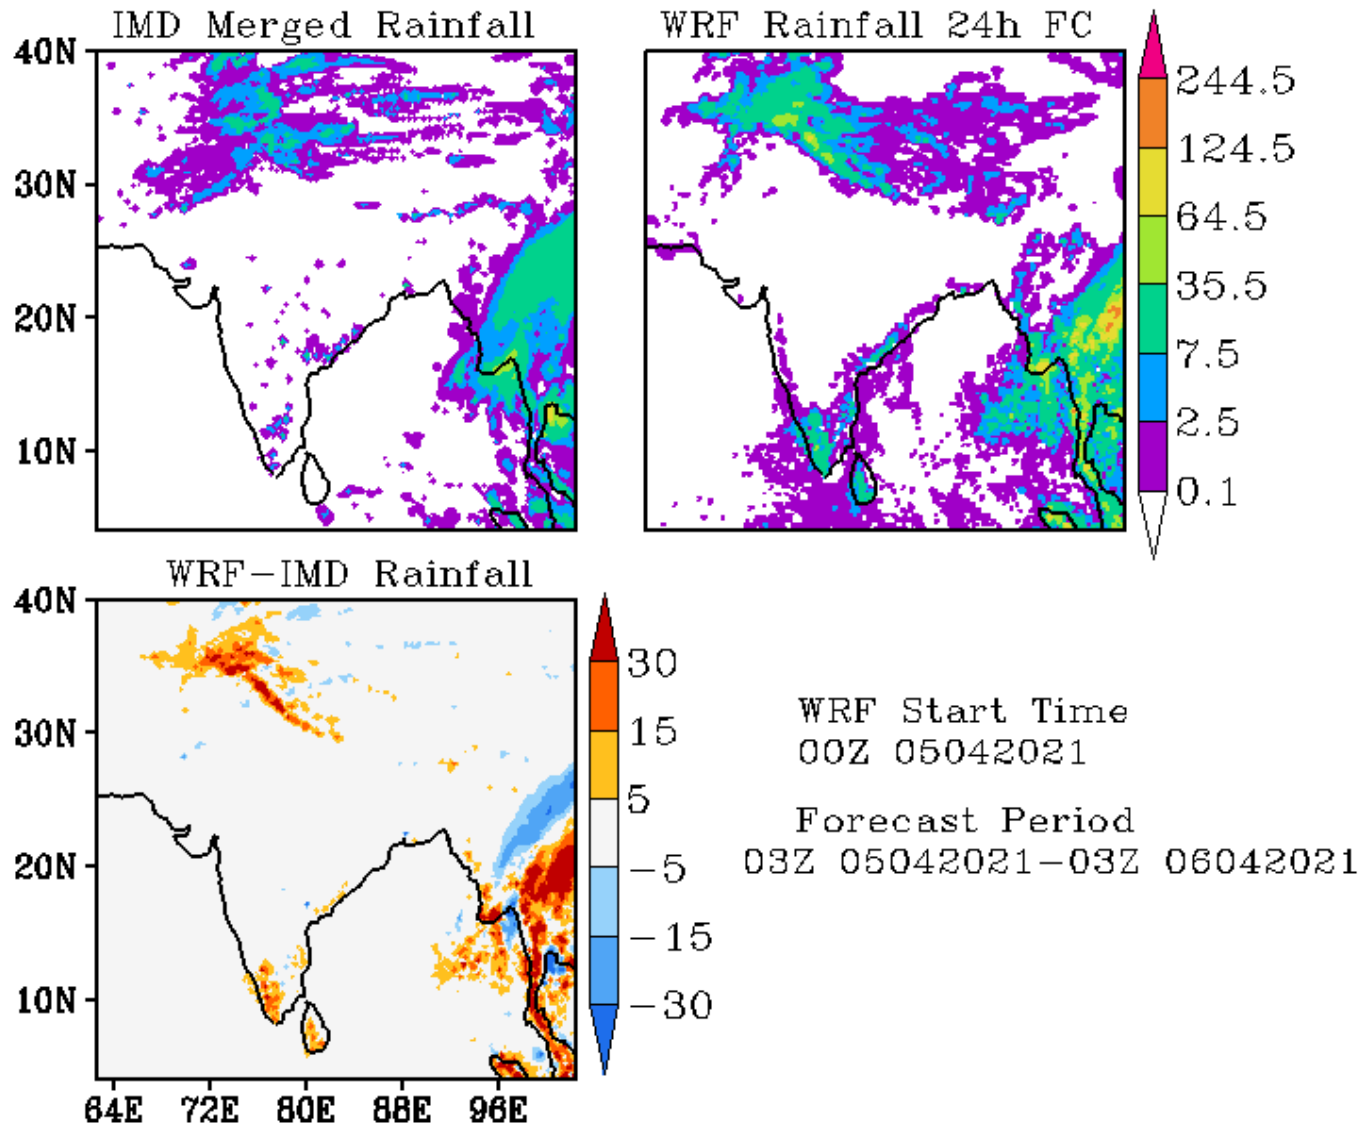 IMD Merged Rainfall
WRF Rainfall 24h FC
40N
30N
20N
10N
244.5
124.5
64.5
35.5
7.5
2.5
0.1
WRF-IMD Rainfall
40N
30N
20N
10N
64E 72E 80E 88E 96E
30
15
5
-5
-15
-30
WRF Start Time
00Z 05042021
Forecast Period
03Z 05042021-03Z 06042021